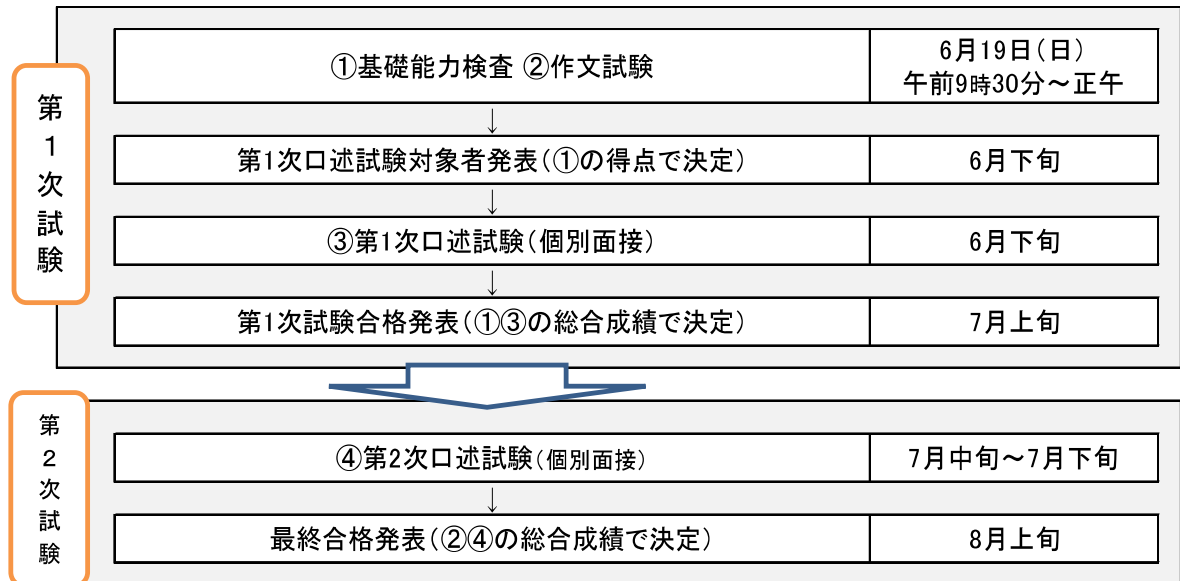 第1次試験
①基礎能力検査 ②作文試験
6月19日(日)
午前9時30分～正午
↓
第1次口述試験対象者発表(①の得点で決定)
6月下旬
↓
③第1次口述試験(個別面接)
6月下旬
↓
第1次試験合格発表(①③の総合成績で決定)
7月上旬
第2次試験
④第2次口述試験(個別面接)
7月中旬～7月下旬
↓
最終合格発表(②④の総合成績で決定)
8月上旬